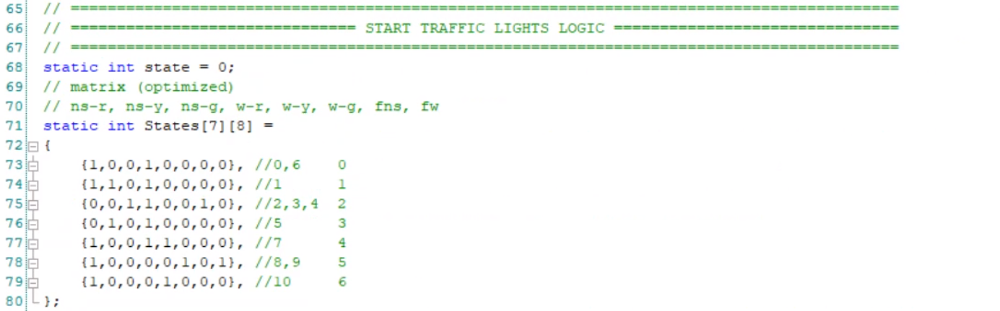 65 // ==========================================================================================
66 // =============================== START TRAFFIC LIGHTS LOGIC ===============================
67 // ==========================================================================================
68 static int state = 0;
69 // matrix (optimized)
70 // ns-r, ns-y, ns-g, w-r, w-y, w-g, fns, fw
71 static int States[7][8] =
72 {
73 {1,0,0,1,0,0,0,0}, //0,6 0
74 {1,1,0,1,0,0,0,0}, //1 1
75 {0,0,1,1,0,0,1,0}, //2,3,4 2
76 {0,1,0,1,0,0,0,0}, //5 3
77 {1,0,0,1,1,0,0,0}, //7 4
78 {1,0,0,0,0,1,0,1}, //8,9 5
79 {1,0,0,0,1,0,0,0}, //10 6
80 };